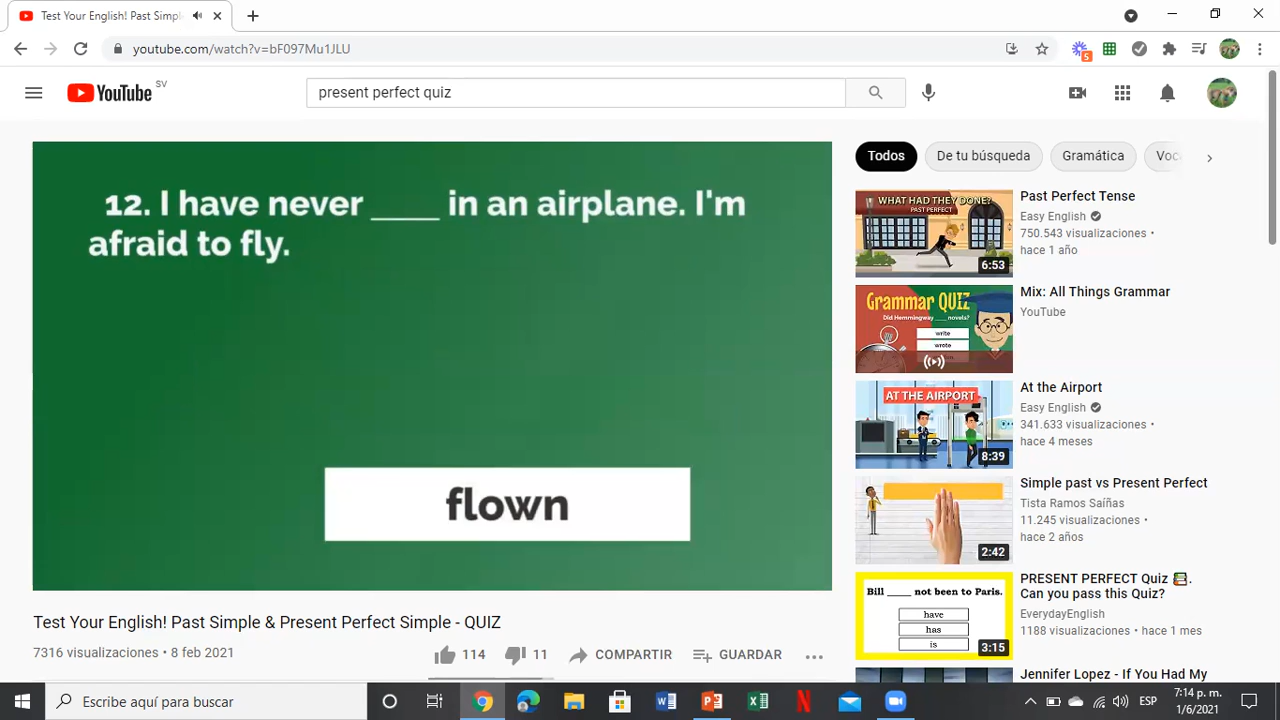 Test Your English! Past Simpl
youtube.com/watch?v=bF097Mu1JLU
5
YouTube SV
present perfect quiz
12. I have never _____ in an airplane. I'm
afraid to fly.
flown
Test Your English! Past Simple & Present Perfect Simple - QUIZ
7316 visualizaciones • 8 feb 2021
114
11
COMPARTIR
GUARDAR
Todos
De tu búsqueda
Gramática
Voc
WHAT HAD THEY DONE?
PAST PERFECT
6:53
Past Perfect Tense
Easy English
750.543 visualizaciones •
hace 1 año
Grammar QUIZ
Did Hemmingway ____ novels?
write
wrote
Mix: All Things Grammar
YouTube
AT THE AIRPORT
8:39
At the Airport
Easy English
341.633 visualizaciones •
hace 4 meses
2:42
Simple past vs Present Perfect
Tista Ramos Saíñas
11.245 visualizaciones •
hace 2 años
Bill ____ not been to Paris.
have
has
is
3:15
PRESENT PERFECT Quiz 📚.
Can you pass this Quiz?
EverydayEnglish
1188 visualizaciones • hace 1 mes
Jennifer Lopez - If You Had My
Escribe aquí para buscar
ESP
7:14 p. m.
1/6/2021